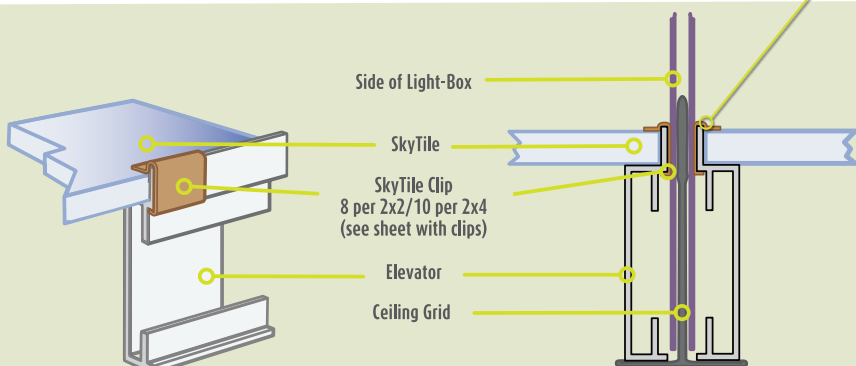 Side of Light-Box
SkyTile
SkyTile Clip
8 per 2x2/10 per 2x4
(see sheet with clips)
Elevator
Ceiling Grid